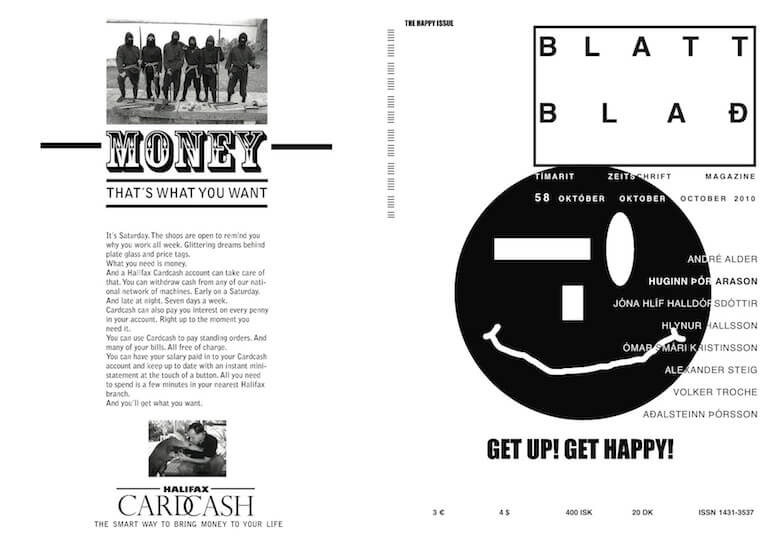 MONEY
THAT'S WHAT YOU WANT
It's Saturday. The shops are open to remind you
why you work all week. Glittering dreams behind
plate glass and price tags.
What you need is money.
And a Halifax Cardcash account can take care of
that. You can withdraw cash from any of our nati-
onal network of machines. Early on a Saturday.
And late at night. Seven days a week.
Cardcash can also pay you interest on every penny
in your account. Right up to the moment you
need it.
You can use Cardcash to pay standing orders. And
many of your bills. All free of charge.
You can have your salary paid in to your Cardcash
account and keep up to date with an instant mini-
statement at the touch of a button. All you need
to spend is a few minutes in your nearest Halifax
branch.
And you'll get what you want.
HALIFAX
CARDCASH
THE SMART WAY TO BRING MONEY TO YOUR LIFE
THE HAPPY ISSUE
BLATT
BLAÐ
TÍMARIT ZEITSCHRIFT MAGAZINE
58 OKTÓBER OKTOBER OCTOBER 2010
ANDRÉ ALDER
HUGINN ÞÓR ARASON
JÓNA HLÍF HALLDÓRSDÓTTIR
HLYNUR HALLSSON
ÓMAR SMÁRI KRISTINSSON
ALEXANDER STEIG
VOLKER TROCHE
AÐALSTEINN ÞÓRSSON
GET UP! GET HAPPY!
3 € 4 $ 400 ISK 20 DK ISSN 1431-3537